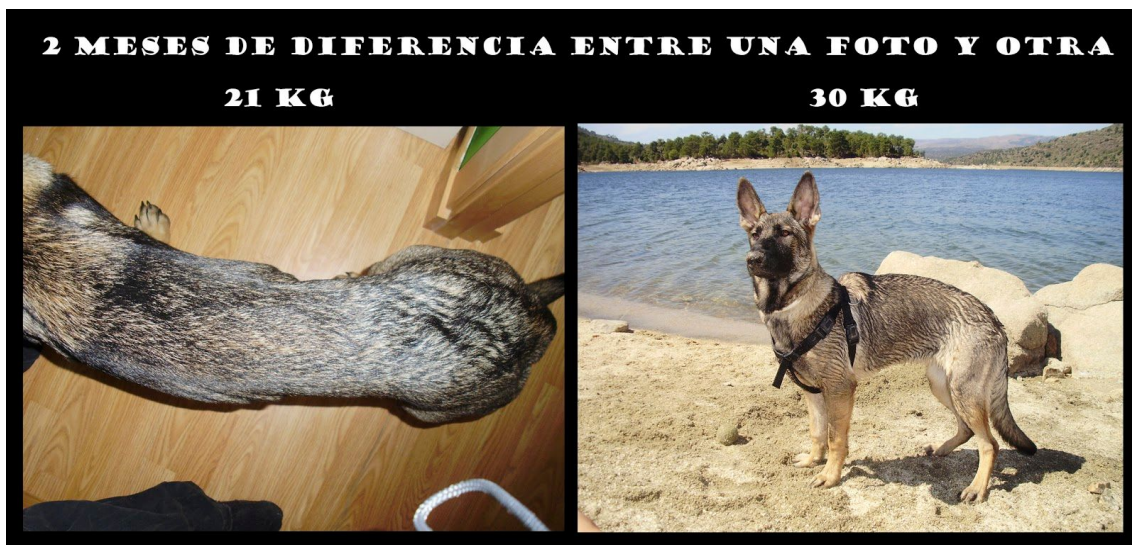 2 MESES DE DIFERENCIA ENTRE UNA FOTO Y OTRA
21 KG
30 KG